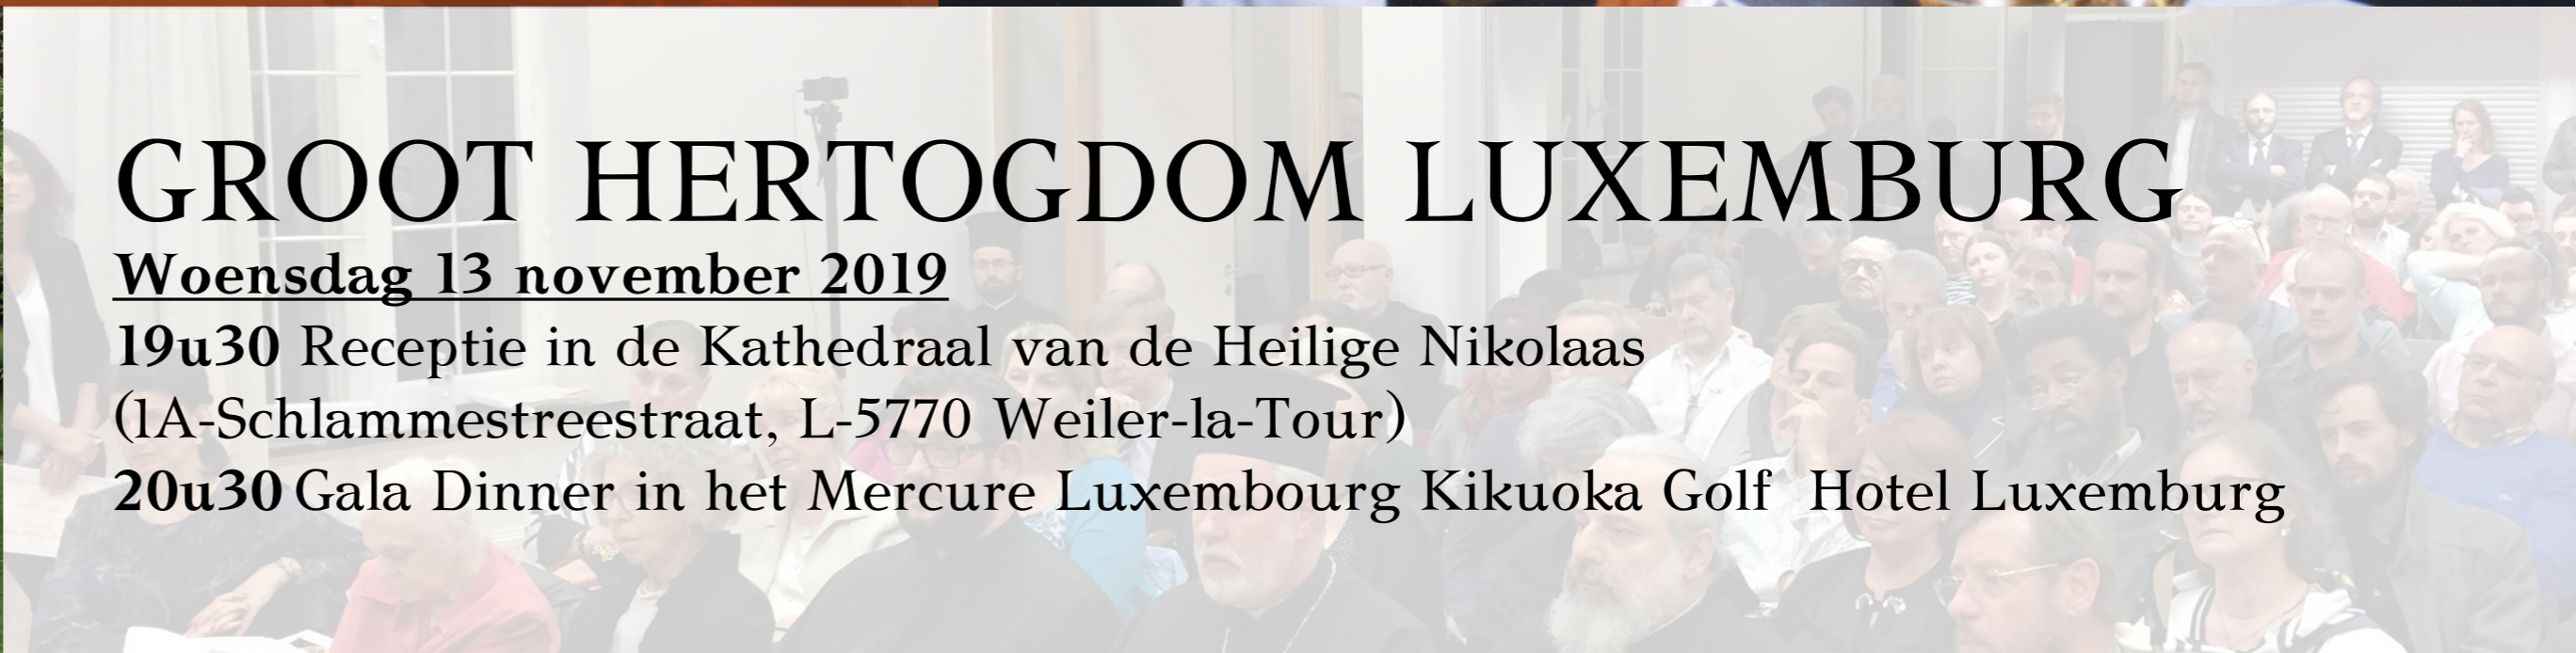 GROOT HERTOGDOM LUXEMBURG
Woensdag 13 november 2019
19u30 Receptie in de Kathedraal van de Heilige Nikolaas
(1A-Schlammestreestraat, L-5770 Weiler-la-Tour)
20u30 Gala Dinner in het Mercure Luxembourg Kikuoka Golf Hotel Luxemburg